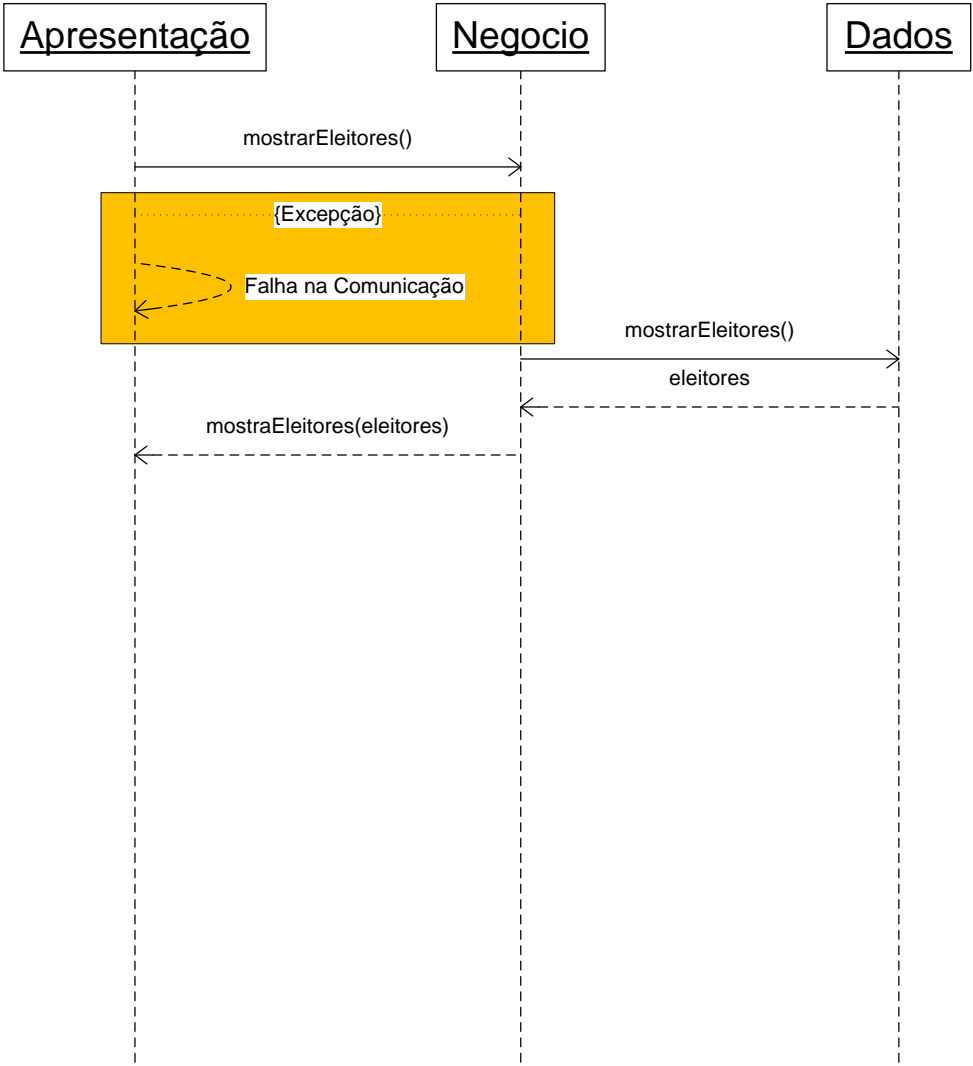 Apresentação
Negocio
Dados
mostrarEleitores()
{Excepção}
Falha na Comunicação
mostrarEleitores()
eleitores
mostraEleitores(eleitores)